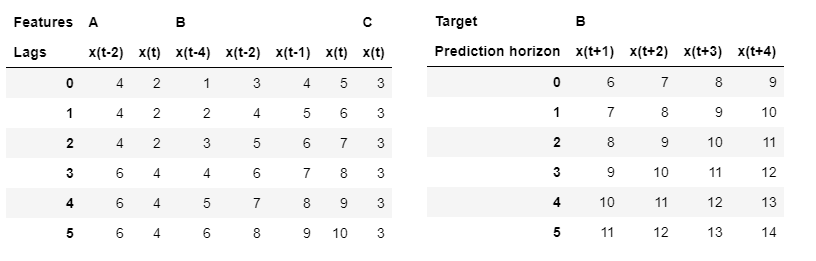 Features A B C Target B
Lags x(t-2) x(t) x(t-4) x(t-2) x(t-1) x(t) x(t) Prediction horizon x(t+1) x(t+2) x(t+3) x(t+4)
0 4 2 1 3 4 5 3 0 6 7 8 9
1 4 2 2 4 5 6 3 1 7 8 9 10
2 4 2 3 5 6 7 3 2 8 9 10 11
3 6 4 4 6 7 8 3 3 9 10 11 12
4 6 4 5 7 8 9 3 4 10 11 12 13
5 6 4 6 8 9 10 3 5 11 12 13 14